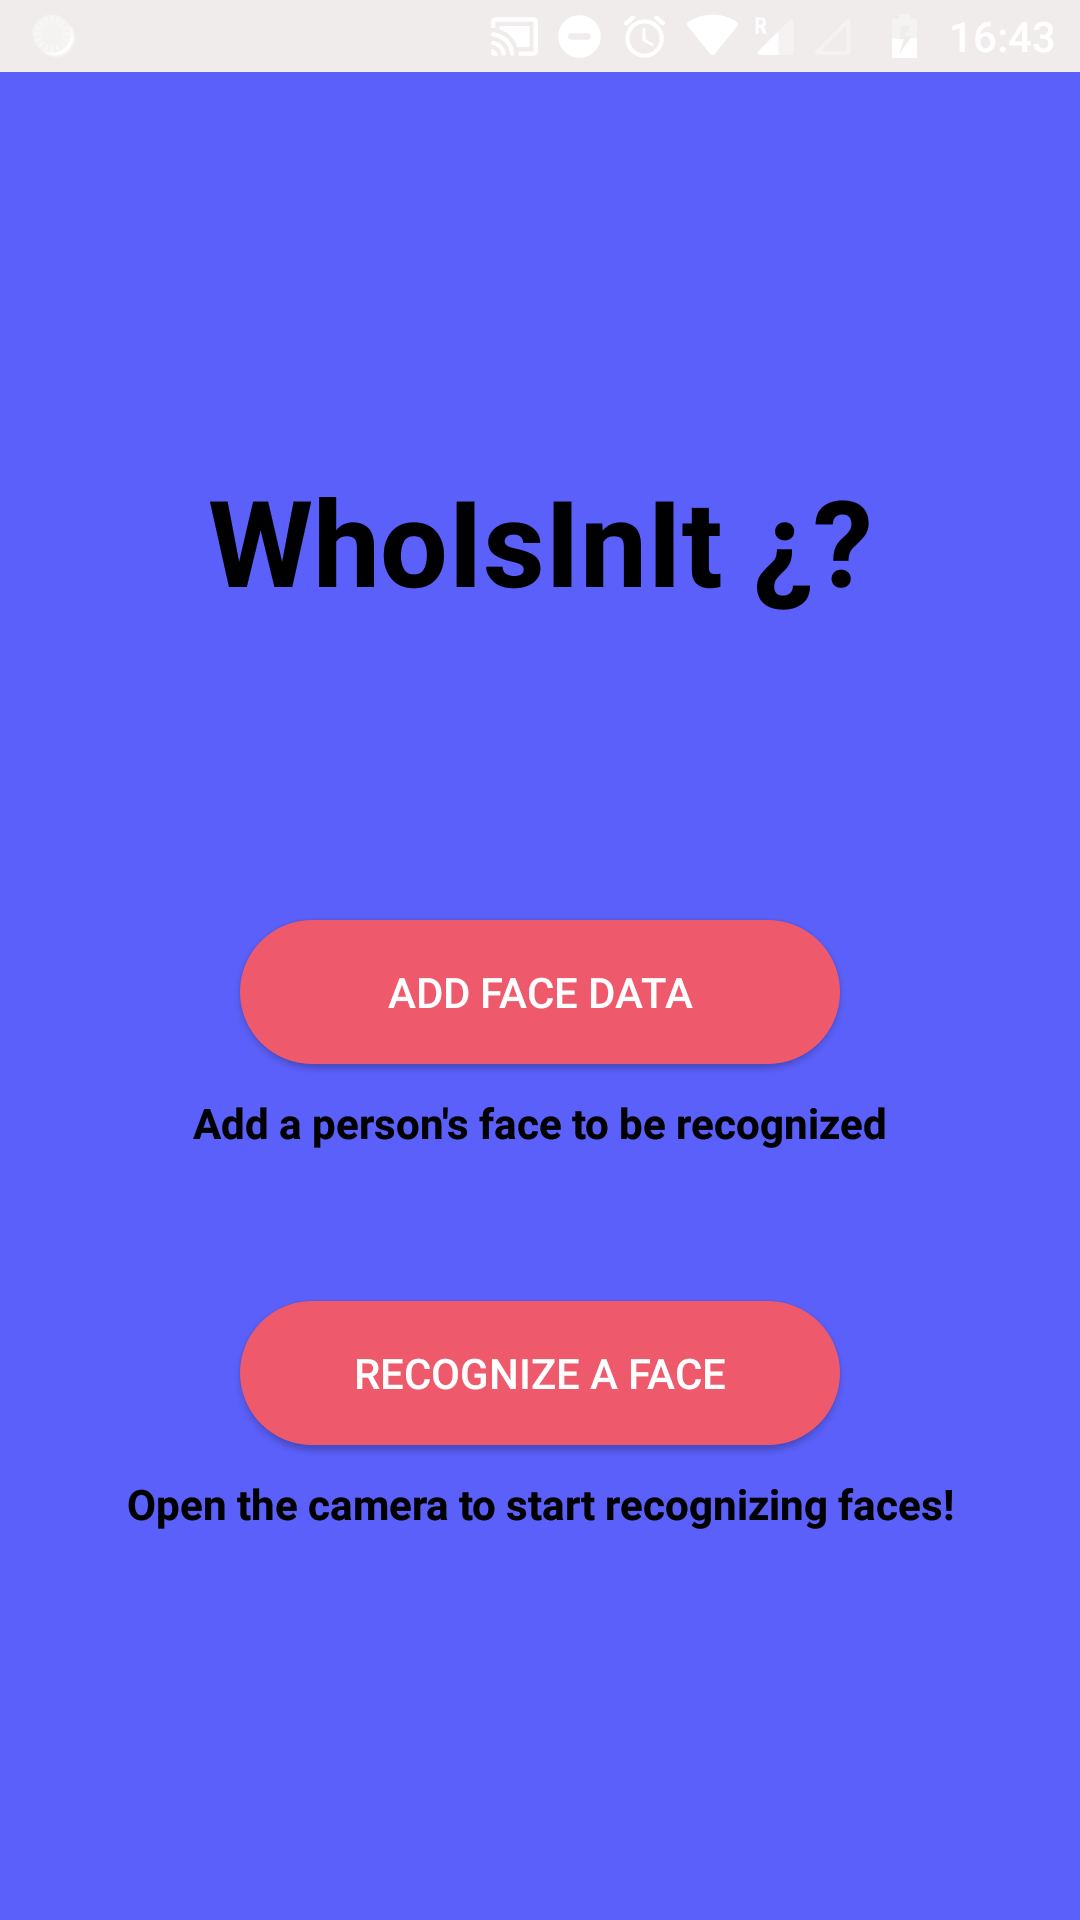 R
16:43
WhoIsInIt ¿?
ADD FACE DATA
Add a person's face to be recognized
RECOGNIZE A FACE
Open the camera to start recognizing faces!